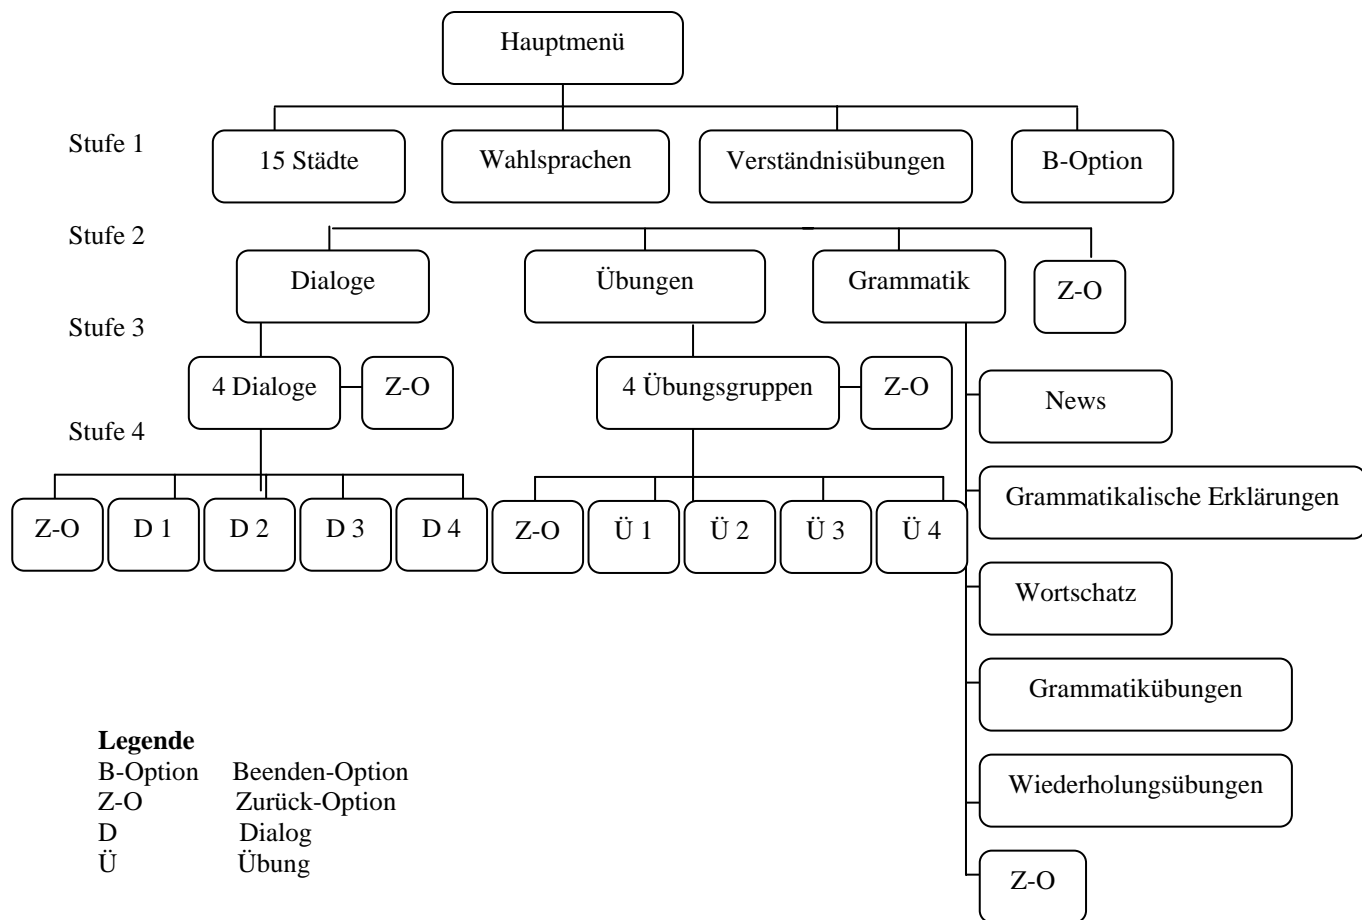 Hauptmenü
Stufe 1
15 Städte
Wahlsprachen
Verständnisübungen
B-Option
Stufe 2
Dialoge
Übungen
Grammatik
Z-O
Stufe 3
4 Dialoge
Z-O
4 Übungsgruppen
Z-O
News
Stufe 4
Grammatikalische Erklärungen
Z-O
D 1
D 2
D 3
D 4
Z-O
Ü 1
Ü 2
Ü 3
Ü 4
Wortschatz
Grammatikübungen
Wiederholungsübungen
Z-O
Legende
B-Option Beenden-Option
Z-O Zurück-Option
D Dialog
Ü Übung